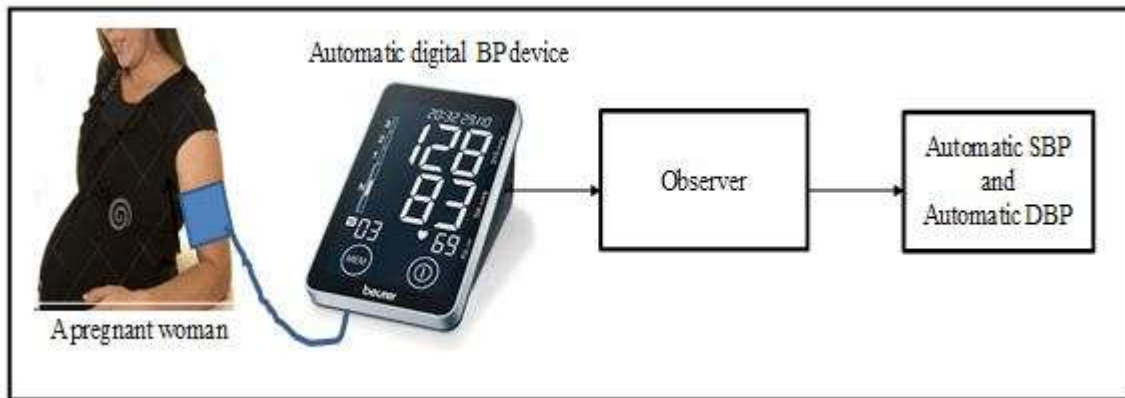 Automatic digital BP device
20:32 29.10
128
83
03
69
MEM
beurer
A pregnant woman
Observer
Automatic SBP
and
Automatic DBP